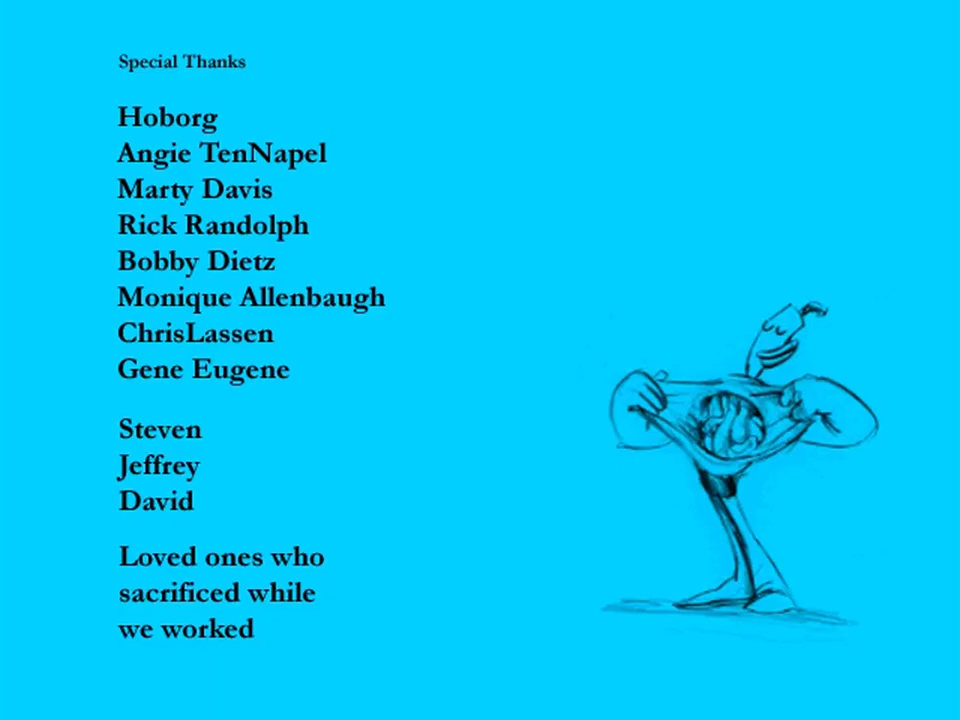 Special Thanks
Hoborg
Angie TenNapel
Marty Davis
Rick Randolph
Bobby Dietz
Monique Allenbaugh
ChrisLassen
Gene Eugene
Steven
Jeffrey
David
Loved ones who
sacrificed while
we worked